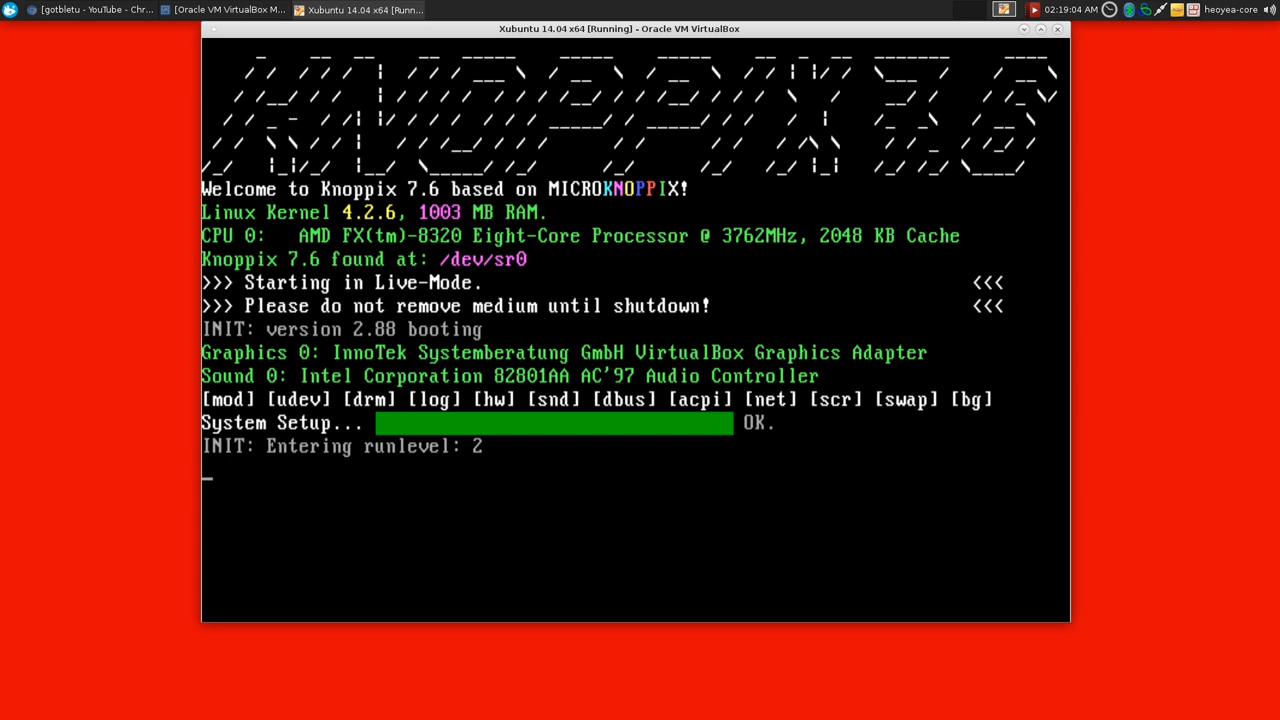 [gotbletu - YouTube - Chr...
[Oracle VM VirtualBox M...
Xubuntu 14.04 x64 [Runn...
02:19:04 AM
heoyea-core
Xubuntu 14.04 x64 [Running] - Oracle VM VirtualBox
KNOPPIX 7.6
Welcome to Knoppix 7.6 based on MICROKNOPPIX!
Linux Kernel 4.2.6, 1003 MB RAM.
CPU 0:   AMD FX(tm)-8320 Eight-Core Processor @ 3762MHz, 2048 KB Cache
Knoppix 7.6 found at: /dev/sr0
>>> Starting in Live-Mode. <<<
>>> Please do not remove medium until shutdown! <<<
INIT: version 2.88 booting
Graphics 0: InnoTek Systemberatung GmbH VirtualBox Graphics Adapter
Sound 0: Intel Corporation 82801AA AC'97 Audio Controller
[mod] [udev] [drm] [log] [hw] [snd] [dbus] [acpi] [net] [scr] [swap] [bg]
System Setup... OK.
INIT: Entering runlevel: 2
_